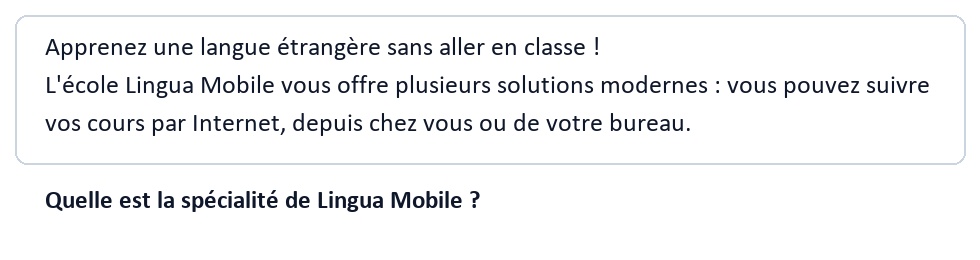 Apprenez une langue étrangère sans aller en classe !
L'école Lingua Mobile vous offre plusieurs solutions modernes : vous pouvez suivre
vos cours par Internet, depuis chez vous ou de votre bureau.
Quelle est la spécialité de Lingua Mobile ?